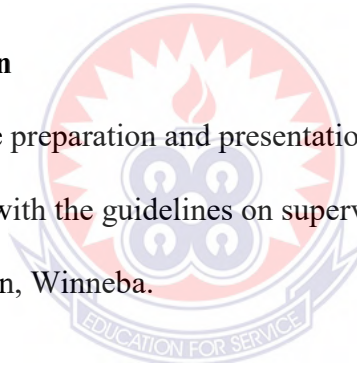 n
e preparation and presentatio
with the guidelines on superv
n, Winneba.
EDUCATION FOR SERVICE